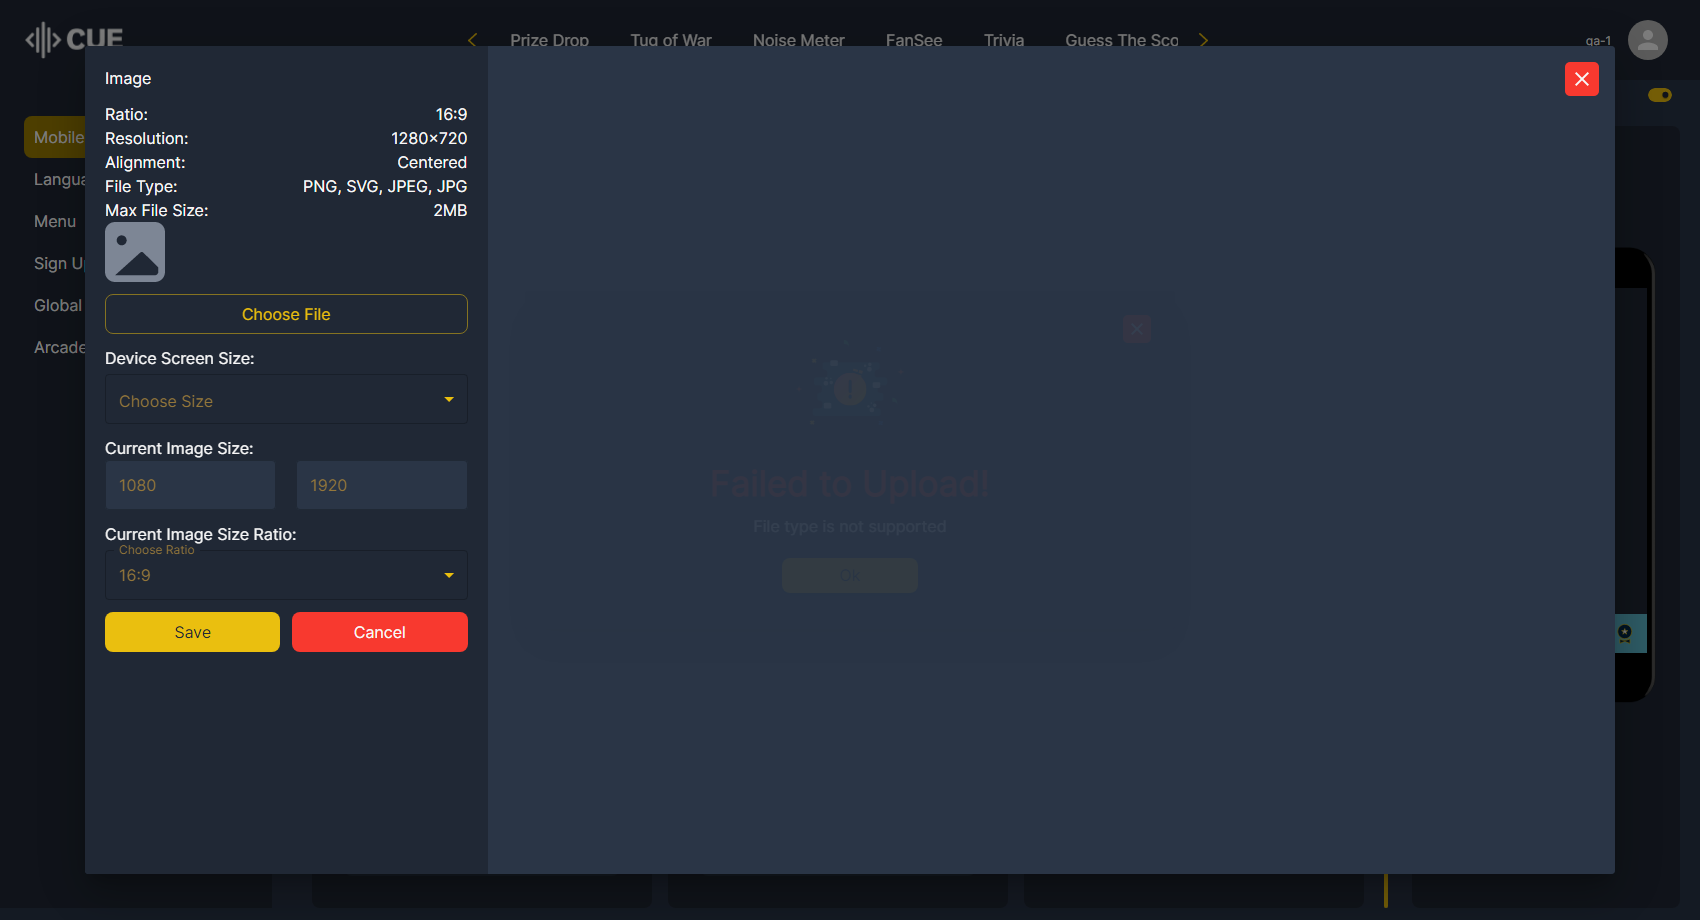 CUE
Prize Drop Tug of War Noise Meter FanSee Trivia Guess The Sco
qa-1
Mobile
Langua
Menu
Sign U
Global
Arcade
Image
Ratio: 16:9
Resolution: 1280×720
Alignment: Centered
File Type: PNG, SVG, JPEG, JPG
Max File Size: 2MB
Choose File
Device Screen Size:
Choose Size
Current Image Size:
1080 1920
Current Image Size Ratio:
Choose Ratio
16:9
Save Cancel
Failed to Upload!
File type is not supported
Ok